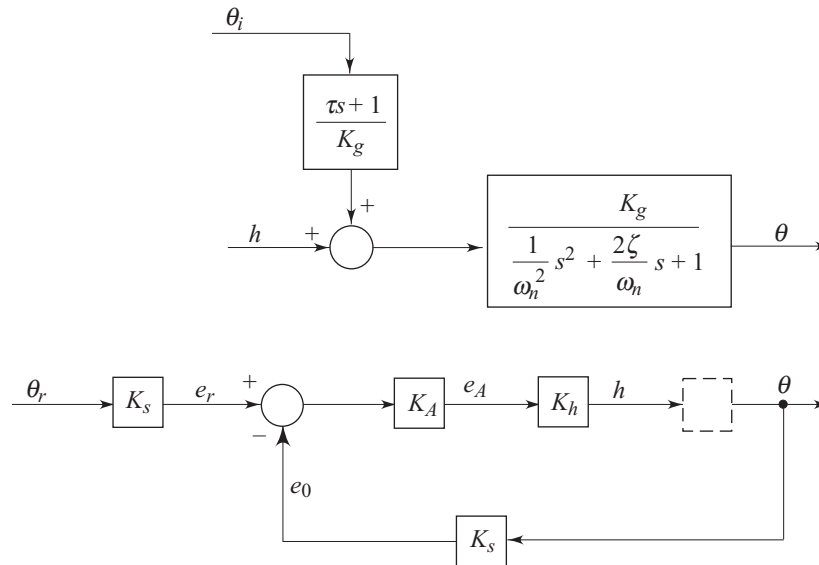 θi
τs + 1
Kg
+
h
+
Kg
1
ωn² s² + 2ζ
ωn s + 1
θ
θr
Ks
er
+
−
KA
eA
Kh
h
θ
e0
Ks